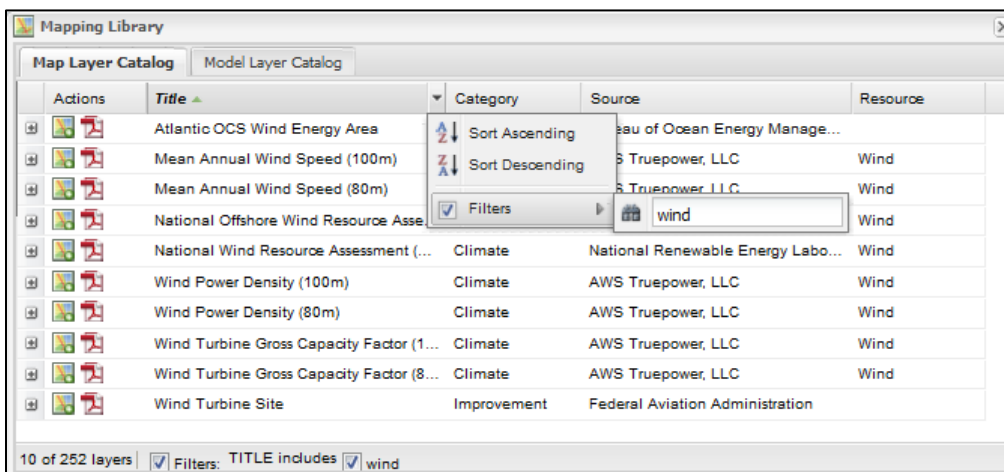 Mapping Library
Map Layer Catalog Model Layer Catalog
Actions Title Category Source Resource
Atlantic OCS Wind Energy Area eau of Ocean Energy Manage...
Sort Ascending
Mean Annual Wind Speed (100m) S Truepower, LLC Wind
Sort Descending
Mean Annual Wind Speed (80m) S Truepower, LLC Wind
Filters wind
National Offshore Wind Resource Asse. Wind
National Wind Resource Assessment (... Climate National Renewable Energy Labo... Wind
Wind Power Density (100m) Climate AWS Truepower, LLC Wind
Wind Power Density (80m) Climate AWS Truepower, LLC Wind
Wind Turbine Gross Capacity Factor (1... Climate AWS Truepower, LLC Wind
Wind Turbine Gross Capacity Factor (8... Climate AWS Truepower, LLC Wind
Wind Turbine Site Improvement Federal Aviation Administration
10 of 252 layers Filters: TITLE includes wind